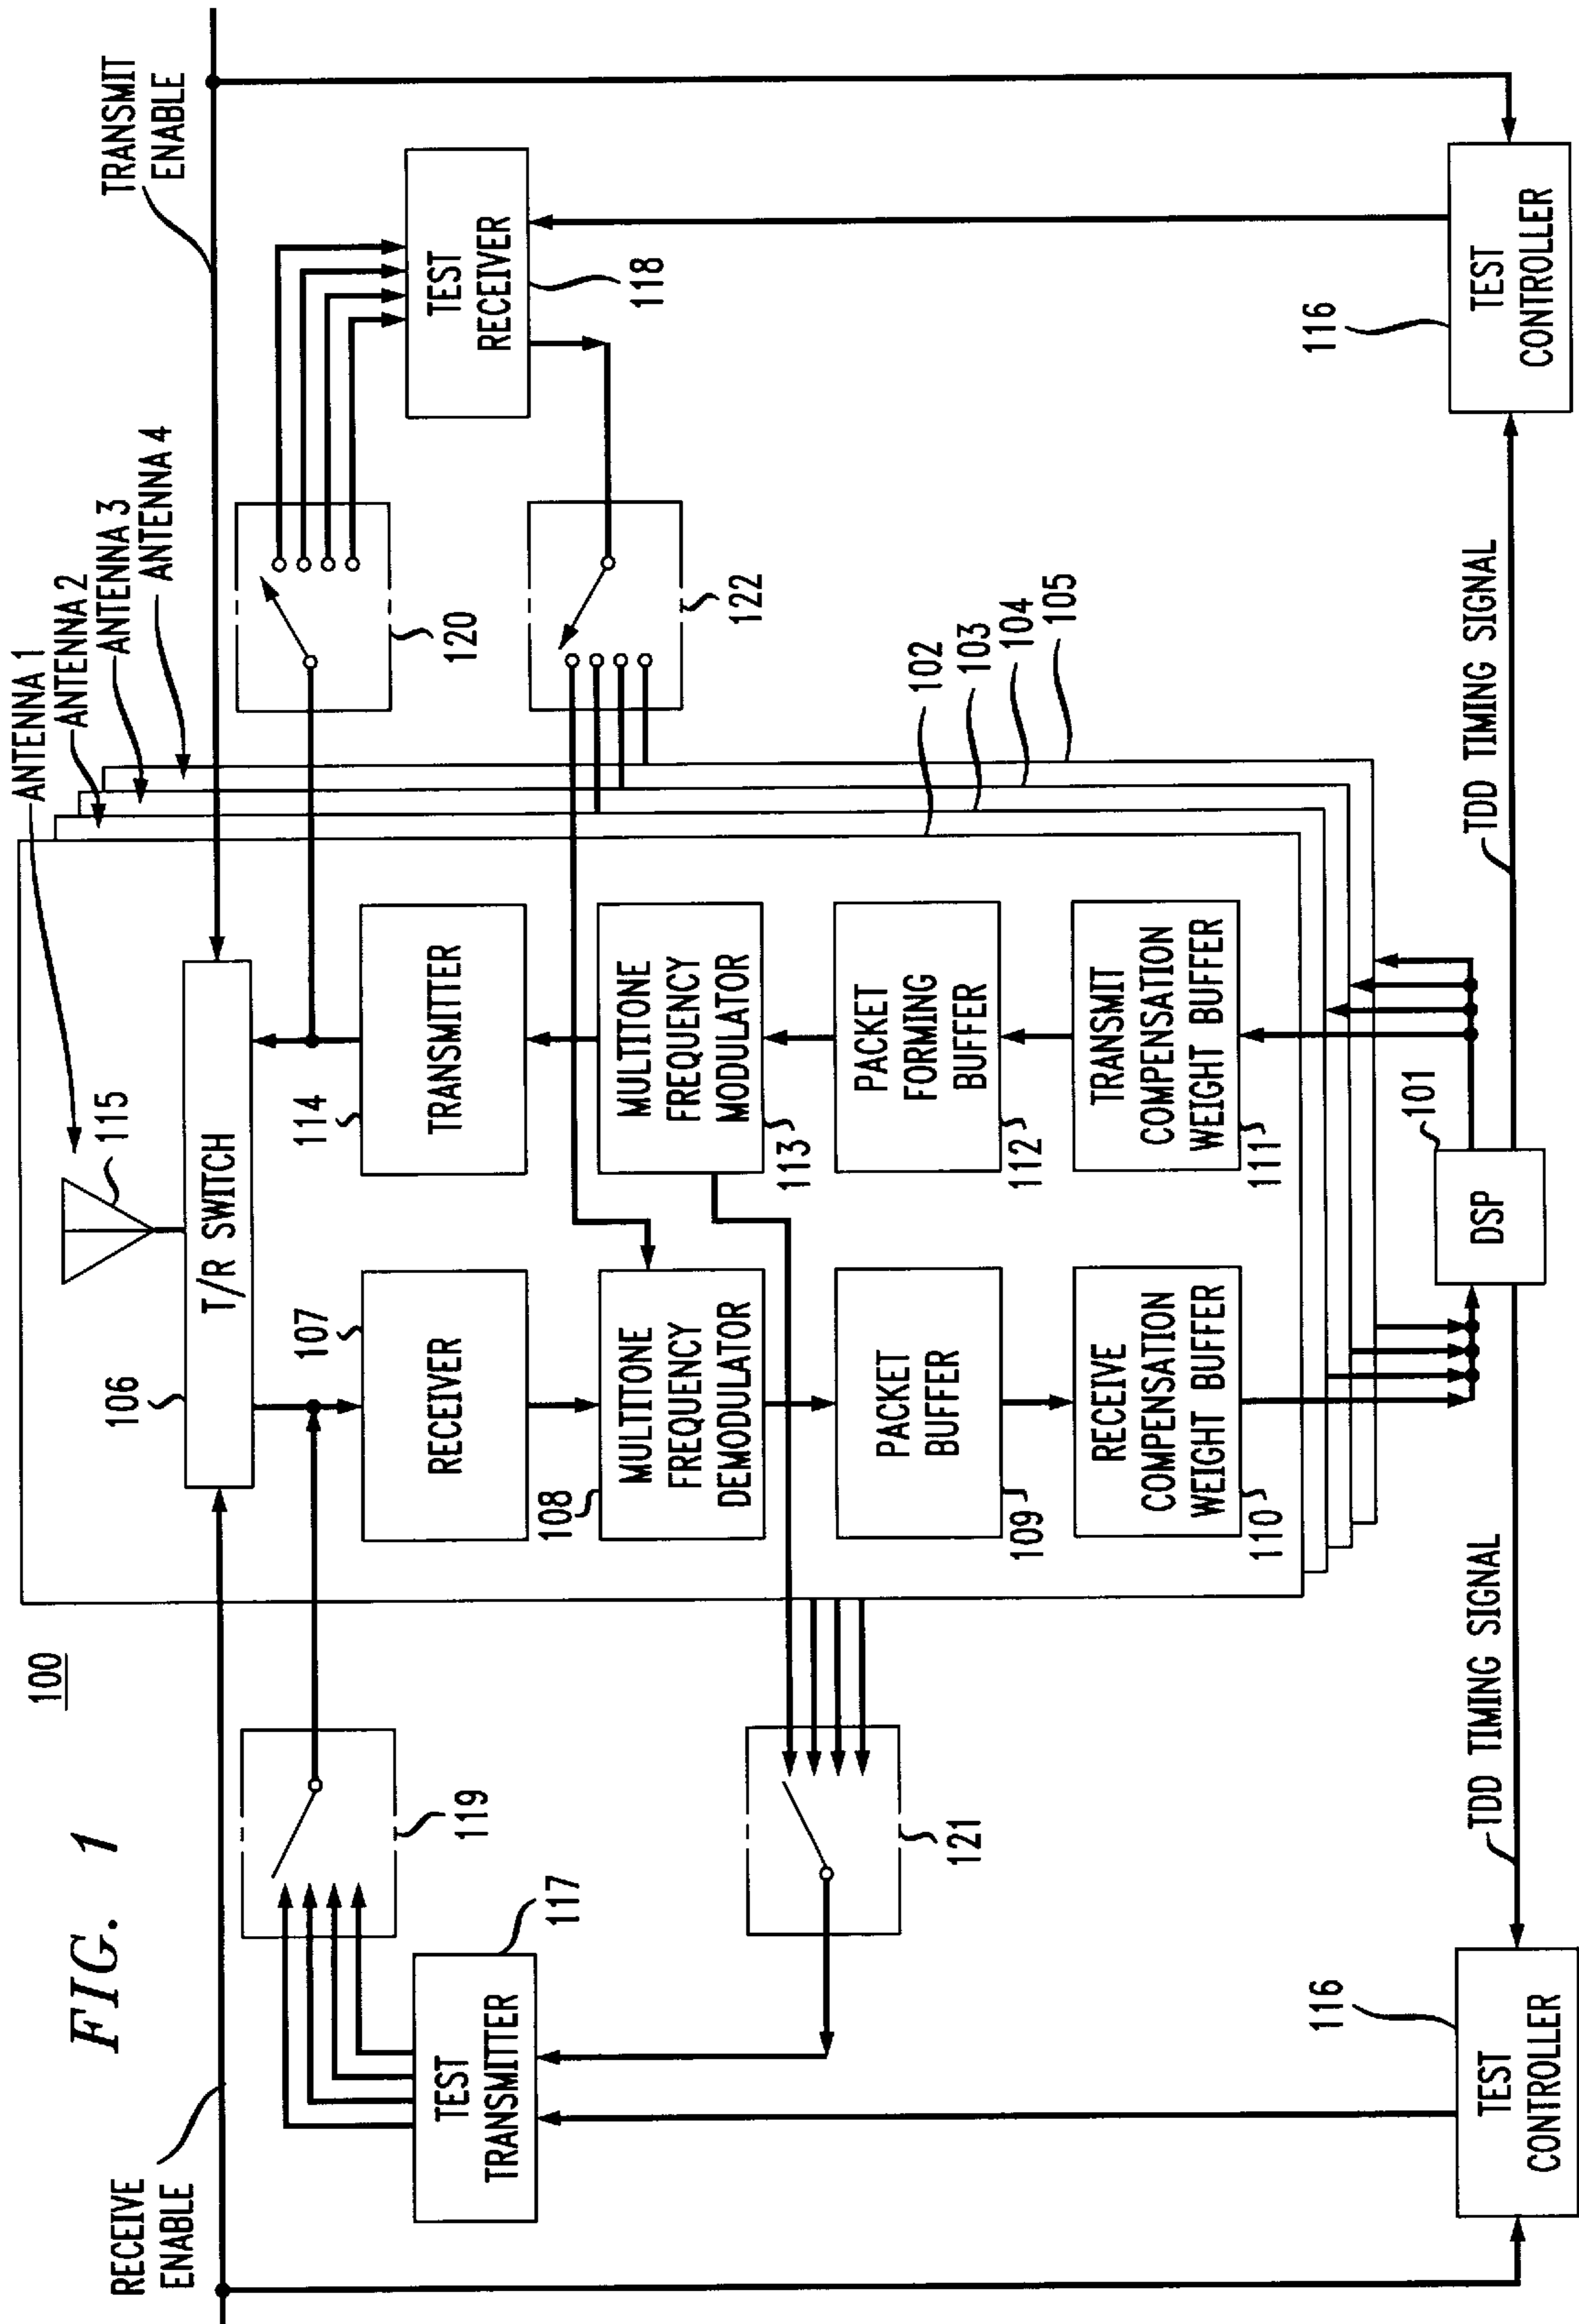 FIG. 1
100
RECEIVE
ENABLE
TRANSMIT
ENABLE
ANTENNA 1
ANTENNA 2
ANTENNA 3
ANTENNA 4
115
106
T/R SWITCH
107
RECEIVER
114
TRANSMITTER
108
MULTITONE
FREQUENCY
DEMODULATOR
MULTITONE
FREQUENCY
MODULATOR
113
PACKET
BUFFER
109
PACKET
FORMING
BUFFER
112
RECEIVE
COMPENSATION
WEIGHT BUFFER
110
TRANSMIT
COMPENSATION
WEIGHT BUFFER
111
102
103
104
105
119
120
TEST
TRANSMITTER
117
TEST
RECEIVER
118
121
122
101
DSP
TDD TIMING SIGNAL
TDD TIMING SIGNAL
116
TEST
CONTROLLER
116
TEST
CONTROLLER